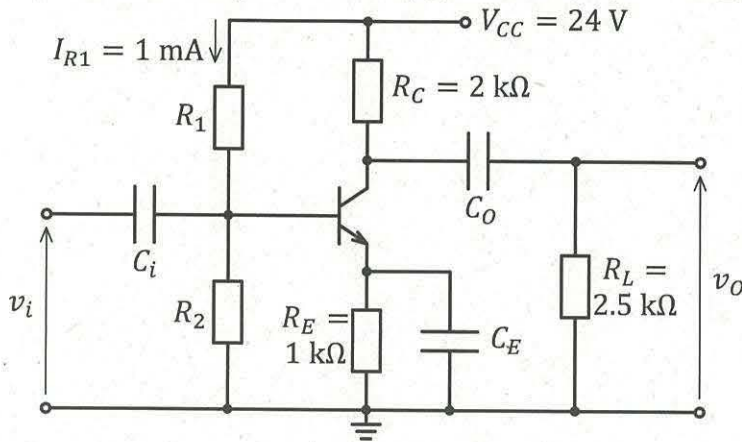 V_CC = 24 V
I_R1 = 1 mA
R_C = 2 kΩ
R_1
C_i
C_O
v_i
R_2
R_E =
1 kΩ
C_E
R_L =
2.5 kΩ
v_O